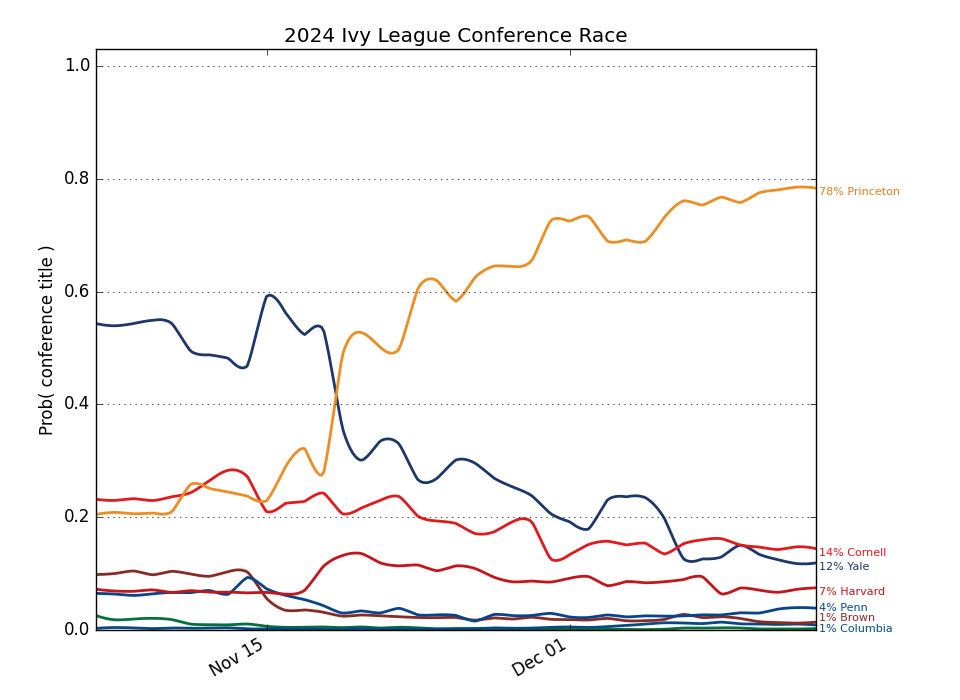 2024 Ivy League Conference Race
Prob( conference title )
1.0
0.8
0.6
0.4
0.2
0.0
Nov 15
Dec 01
78% Princeton
14% Cornell
12% Yale
7% Harvard
4% Penn
1% Brown
1% Columbia